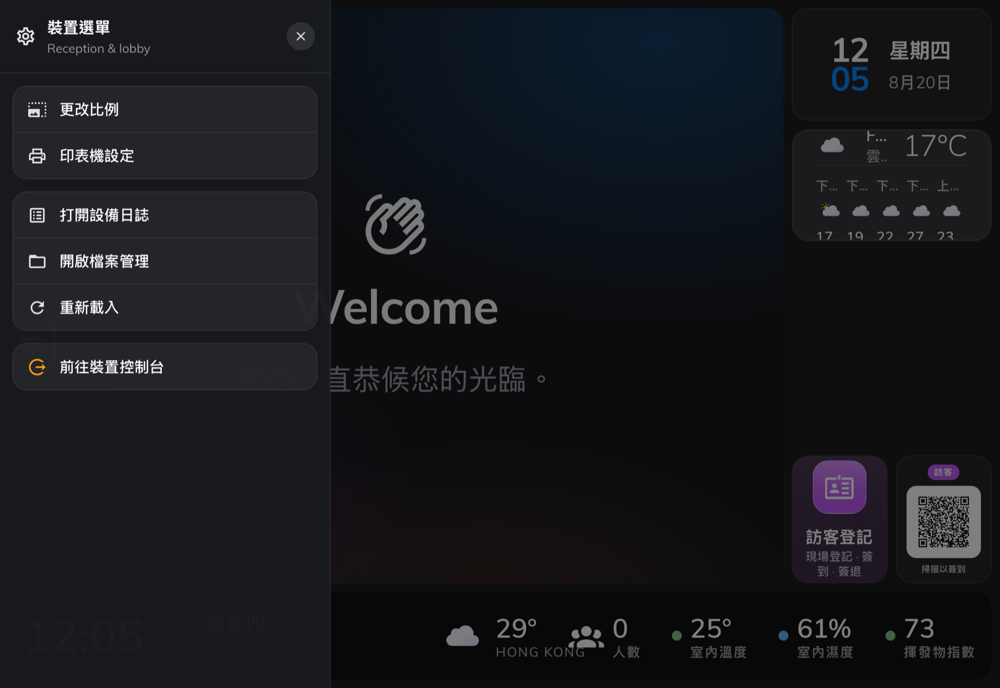 裝置選單
Reception & lobby
更改比例
印表機設定
打開設備日誌
開啟檔案管理
重新載入
前往裝置控制台
Welcome
我們一直恭候您的光臨。
12
05
星期四
8月20日
雲..
17°C
下... 下... 下... 下... 上...
17 19 22 27 23
訪客登記
現場登記 · 簽
到 · 簽退
訪客
掃描以簽到
12:05
星期四
8月20日
29°
HONG KONG
0
人數
25°
室內溫度
61%
室內濕度
73
揮發物指數